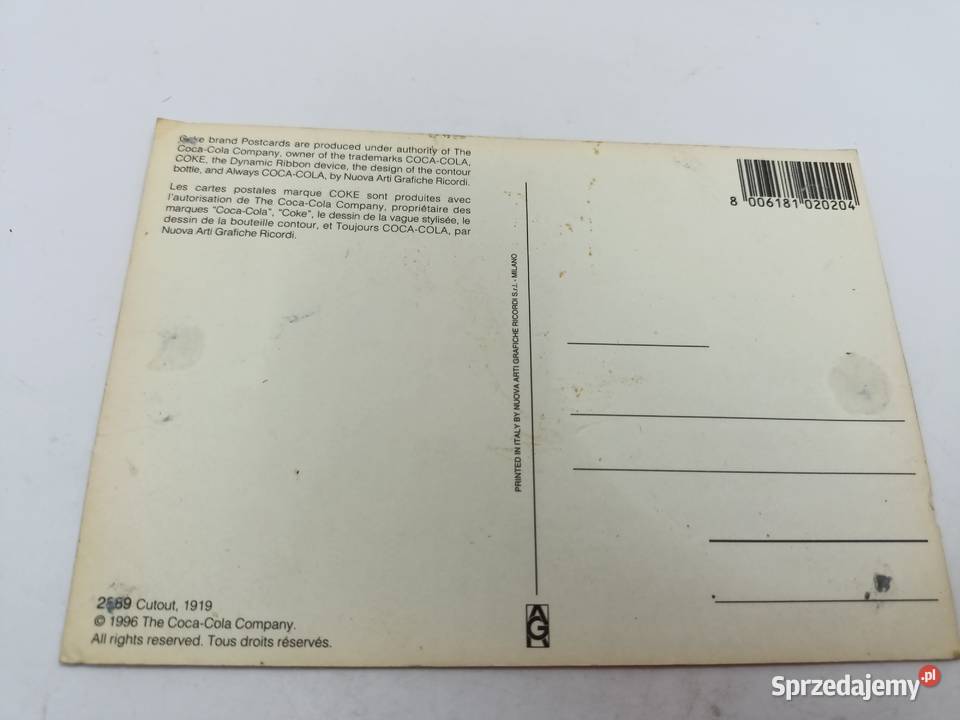 Coke brand Postcards are produced under authority of The
Coca-Cola Company, owner of the trademarks COCA-COLA,
COKE, the Dynamic Ribbon device, the design of the contour
bottle, and Always COCA-COLA, by Nuova Arti Grafiche Ricordi.
Les cartes postales marque COKE sont produites avec
l'autorisation de The Coca-Cola Company, propriétaire des
marques "Coca-Cola", "Coke", le dessin de la vague stylisée, le
dessin de la bouteille contour, et Toujours COCA-COLA, par
Nuova Arti Grafiche Ricordi.
8 006181 020204
PRINTED IN ITALY BY NUOVA ARTI GRAFICHE RICORDI S.r.l. - MILANO
Cutout, 1919
© 1996 The Coca-Cola Company.
All rights reserved. Tous droits réservés.
AGR
Sprzedajemy.pl